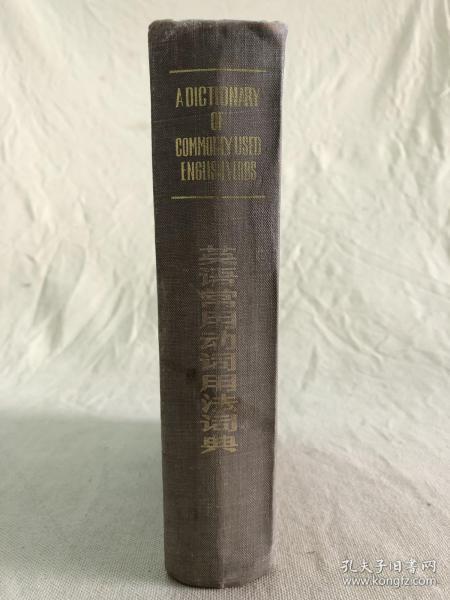 A DICTIONARY
OF
COMMONLY USED
ENGLISH VERBS
英语常用动词用法词典
孔夫子旧书网
www.kongfz.com